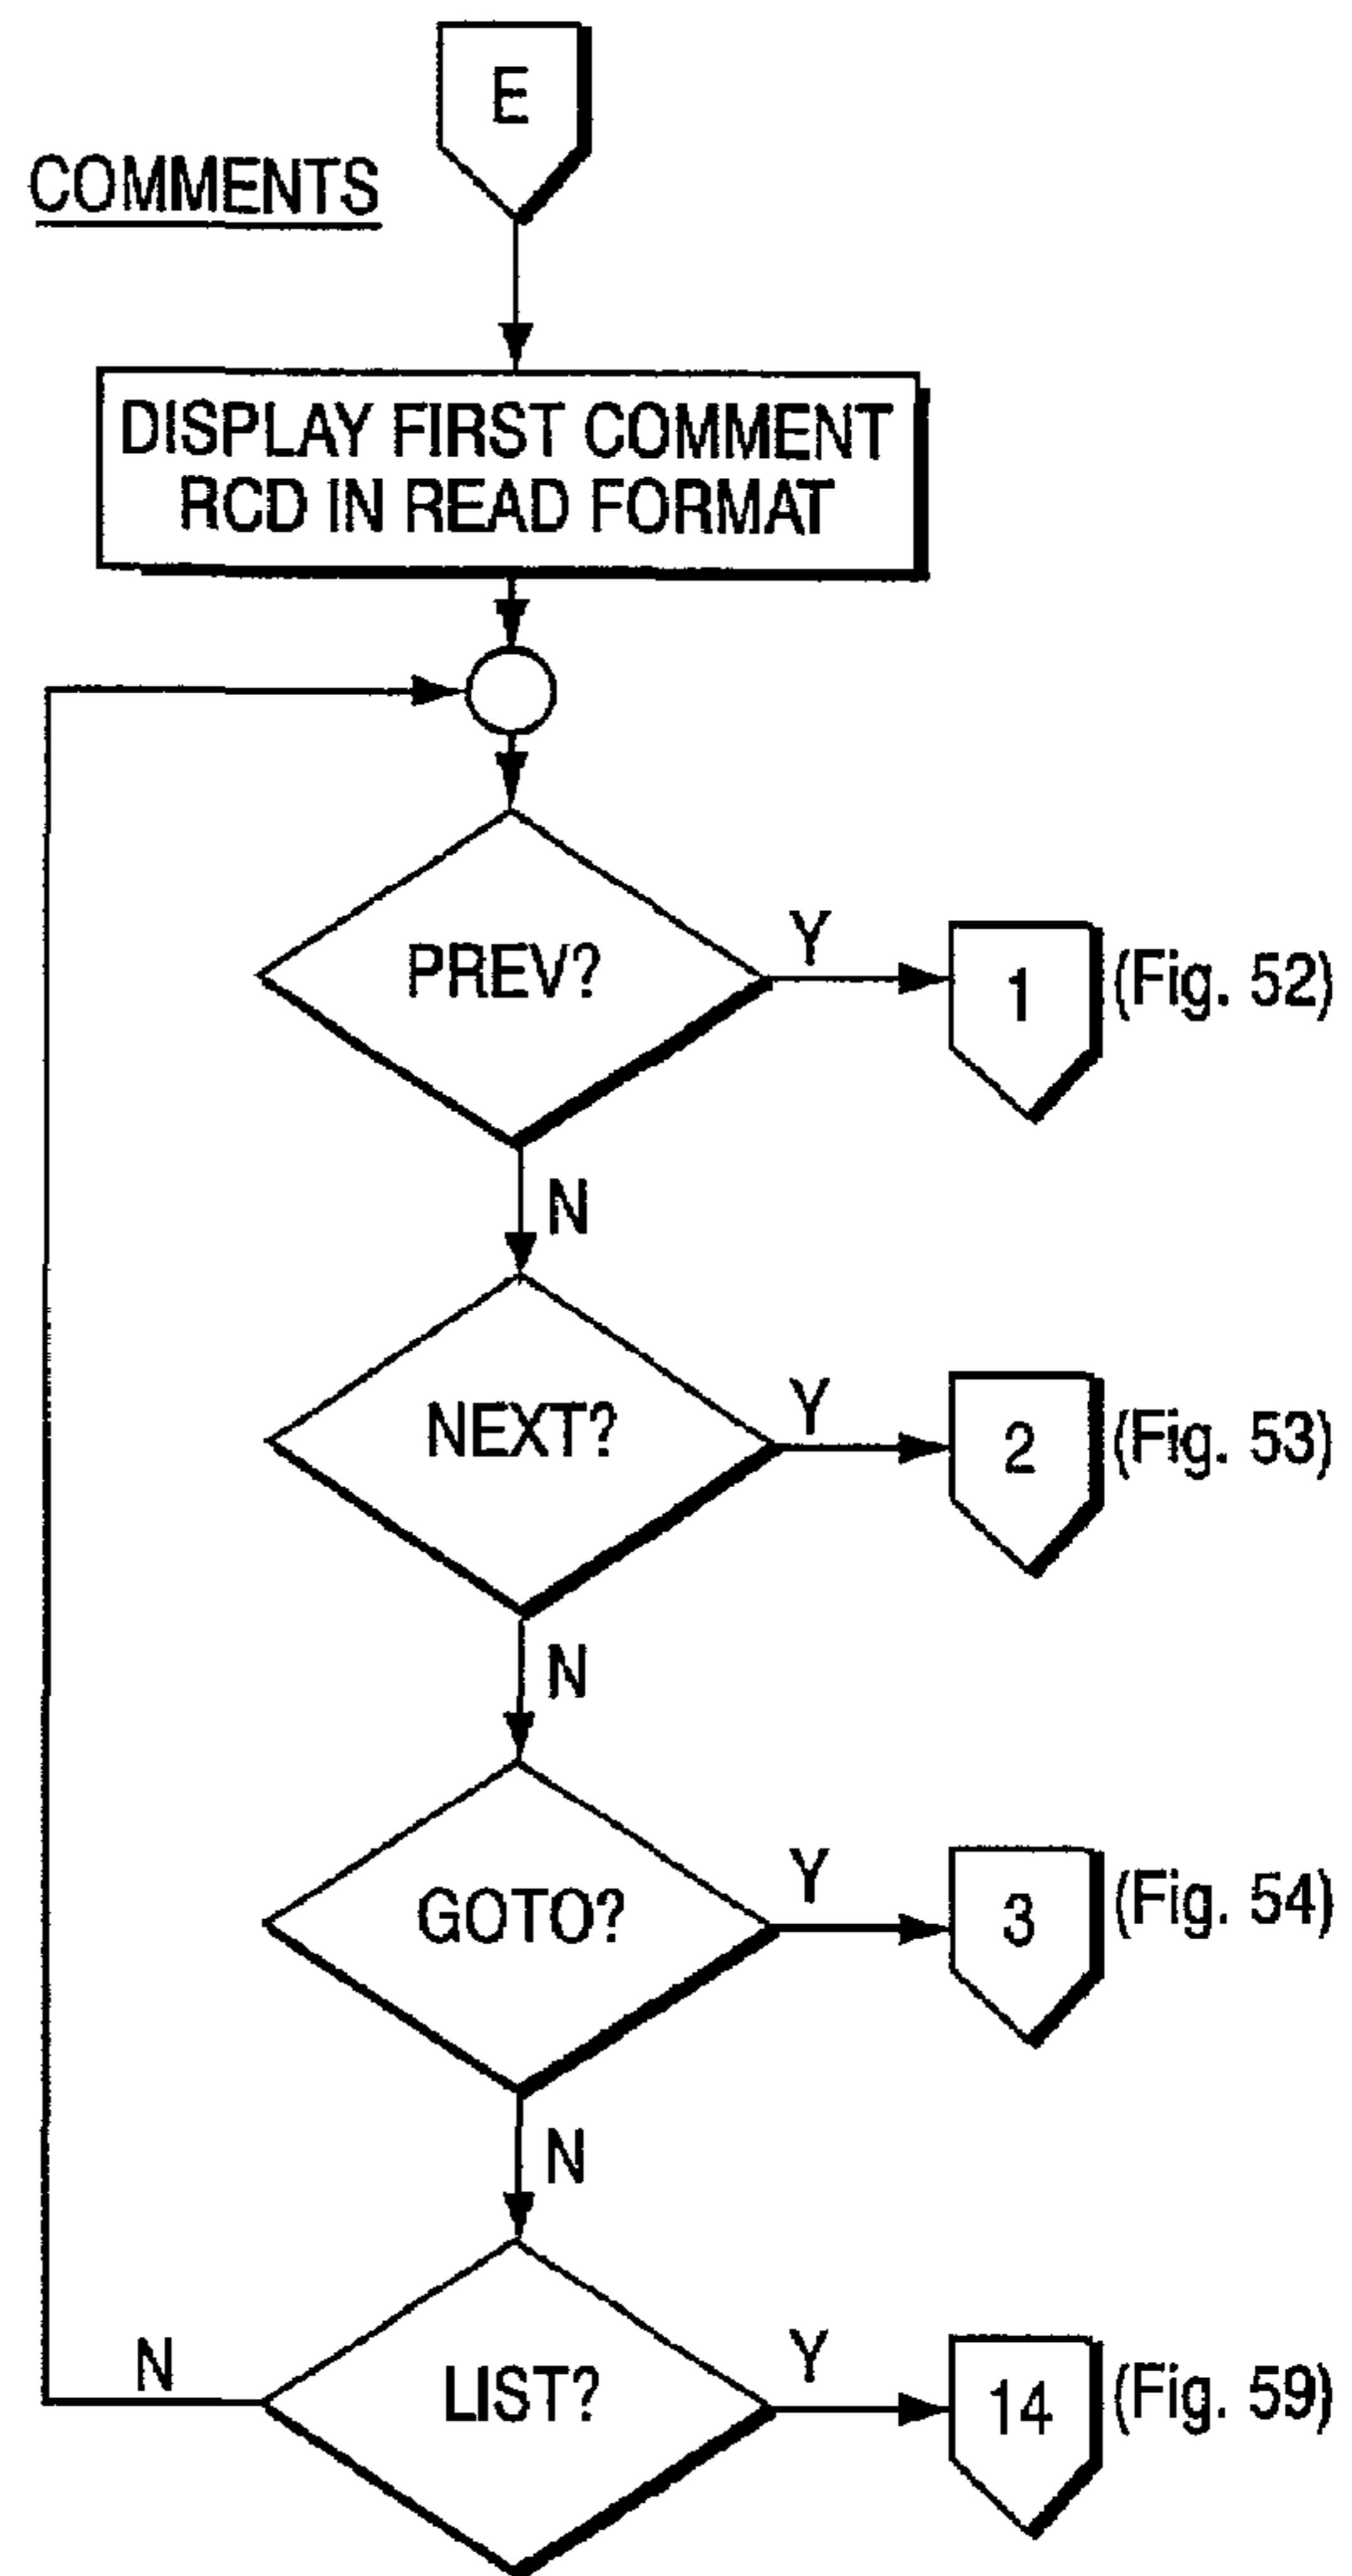 E
COMMENTS
DISPLAY FIRST COMMENT
RCD IN READ FORMAT
PREV?
Y
1
(Fig. 52)
N
NEXT?
Y
2
(Fig. 53)
N
GOTO?
Y
3
(Fig. 54)
N
LIST?
N
Y
14
(Fig. 59)